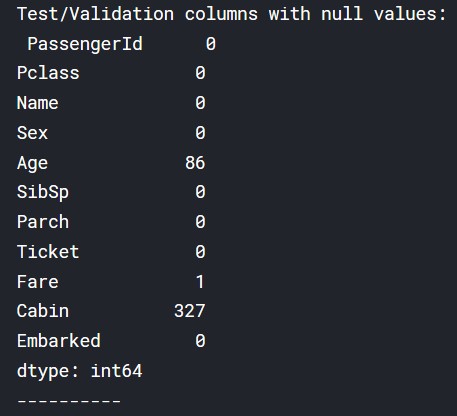 Test/Validation columns with null values:
 PassengerId      0
Pclass           0
Name             0
Sex              0
Age             86
SibSp            0
Parch            0
Ticket           0
Fare             1
Cabin          327
Embarked         0
dtype: int64
----------